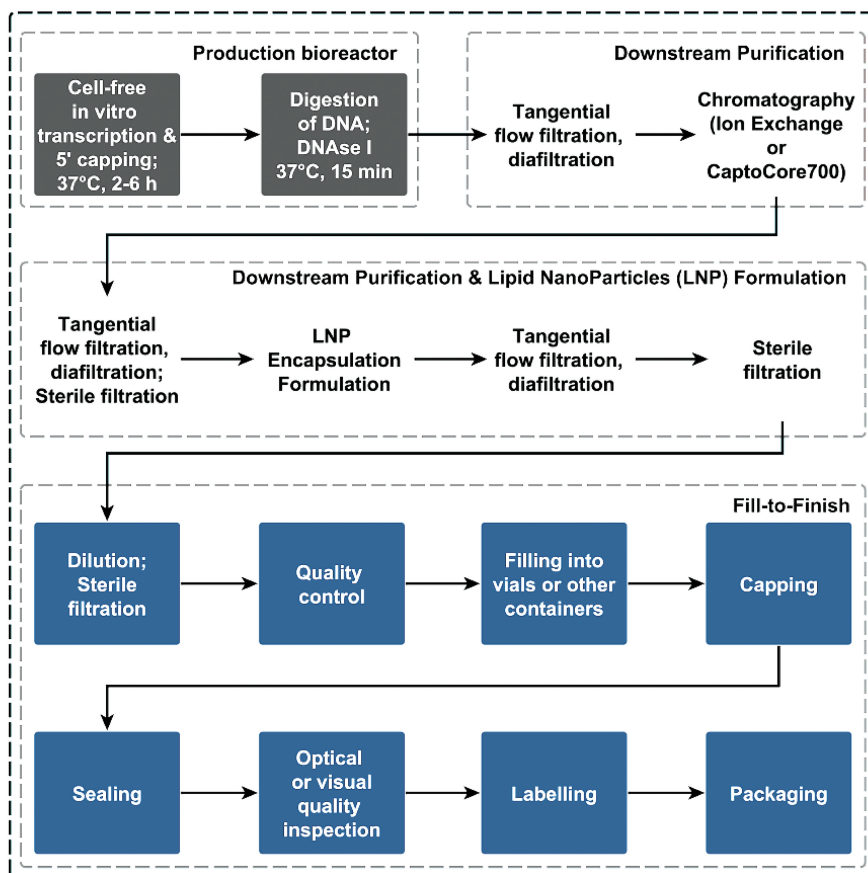 Production bioreactor
Cell-free
in vitro
transcription &
5' capping;
37°C, 2-6 h
Digestion
of DNA;
DNAse I
37°C, 15 min
Downstream Purification
Tangential
flow filtration,
diafiltration
Chromatography
(Ion Exchange
or
CaptoCore700)
Downstream Purification & Lipid NanoParticles (LNP) Formulation
Tangential
flow filtration,
diafiltration;
Sterile filtration
LNP
Encapsulation
Formulation
Tangential
flow filtration,
diafiltration
Sterile
filtration
Fill-to-Finish
Dilution;
Sterile
filtration
Quality
control
Filling into
vials or other
containers
Capping
Sealing
Optical
or visual
quality
inspection
Labelling
Packaging